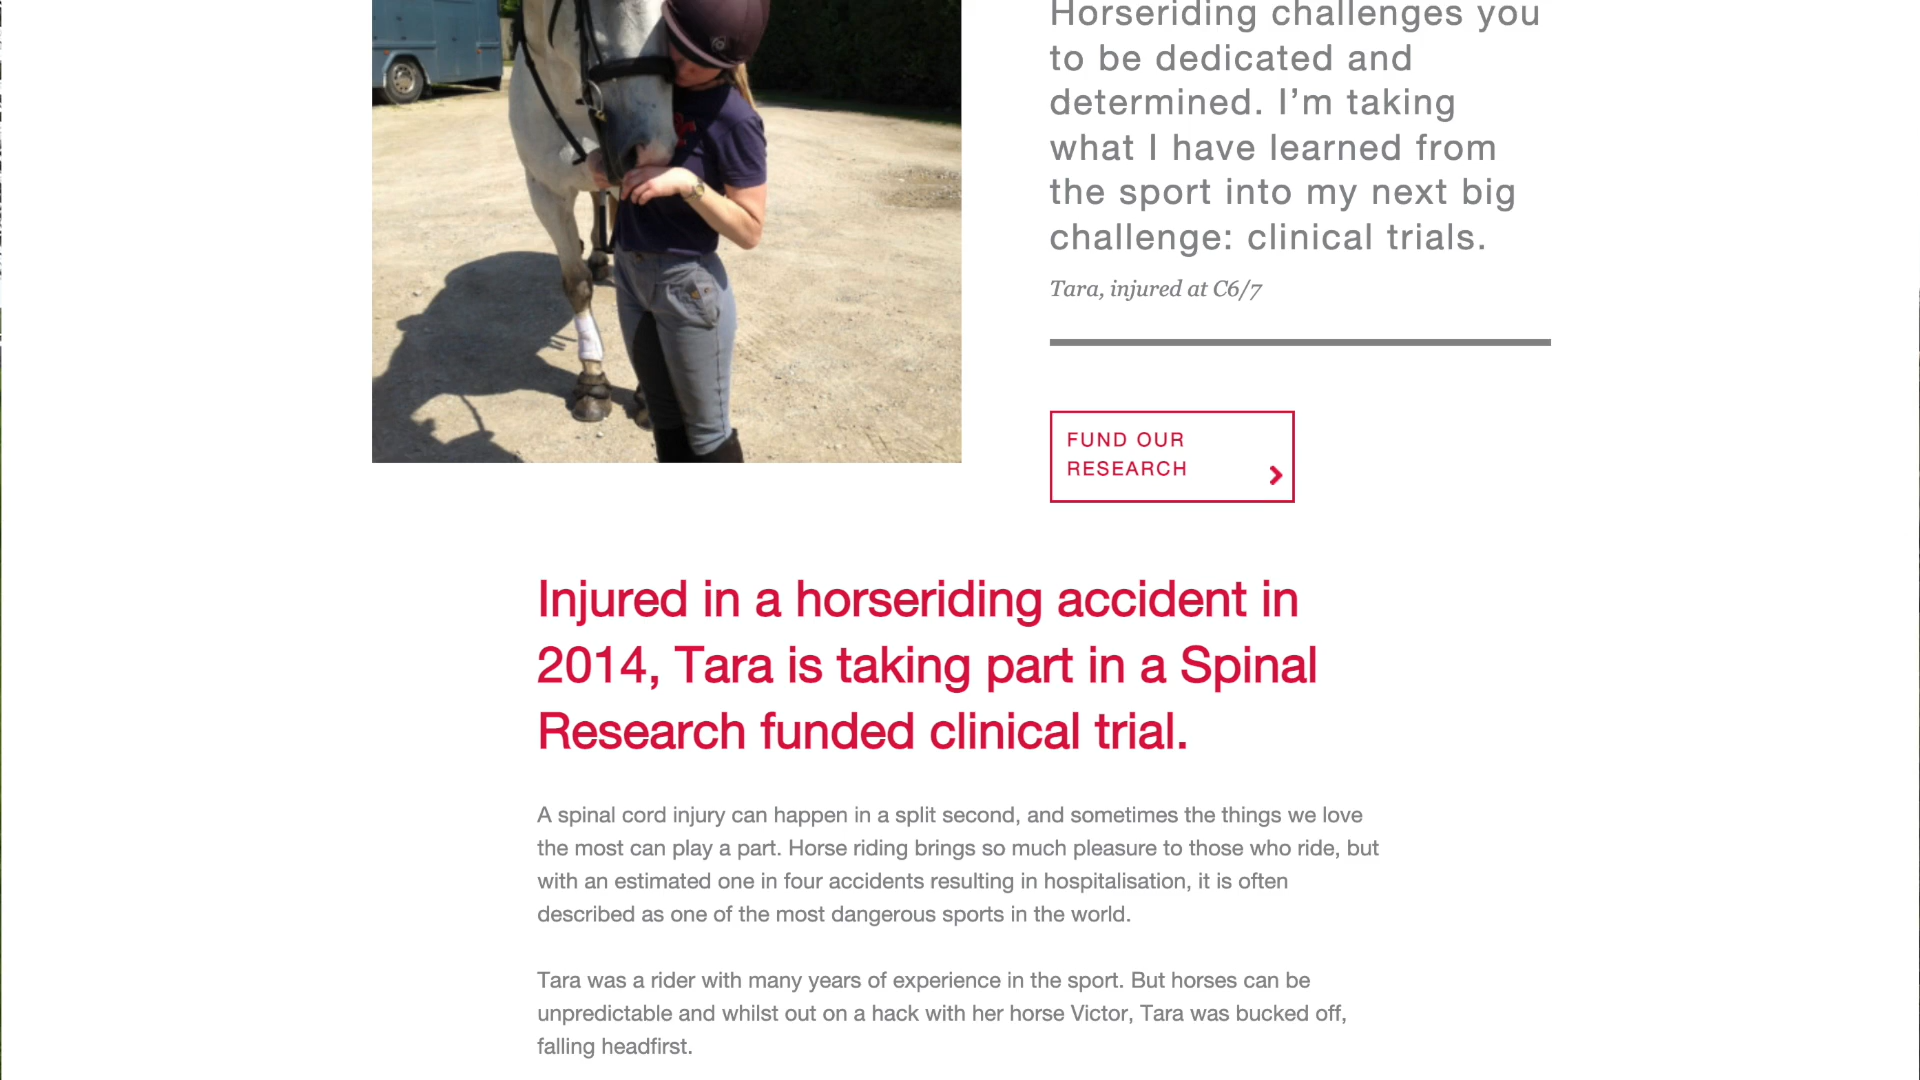 Horseriding challenges you
to be dedicated and
determined. I’m taking
what I have learned from
the sport into my next big
challenge: clinical trials.
Tara, injured at C6/7
FUND OUR
RESEARCH
Injured in a horseriding accident in
2014, Tara is taking part in a Spinal
Research funded clinical trial.
A spinal cord injury can happen in a split second, and sometimes the things we love
the most can play a part. Horse riding brings so much pleasure to those who ride, but
with an estimated one in four accidents resulting in hospitalisation, it is often
described as one of the most dangerous sports in the world.
Tara was a rider with many years of experience in the sport. But horses can be
unpredictable and whilst out on a hack with her horse Victor, Tara was bucked off,
falling headfirst.